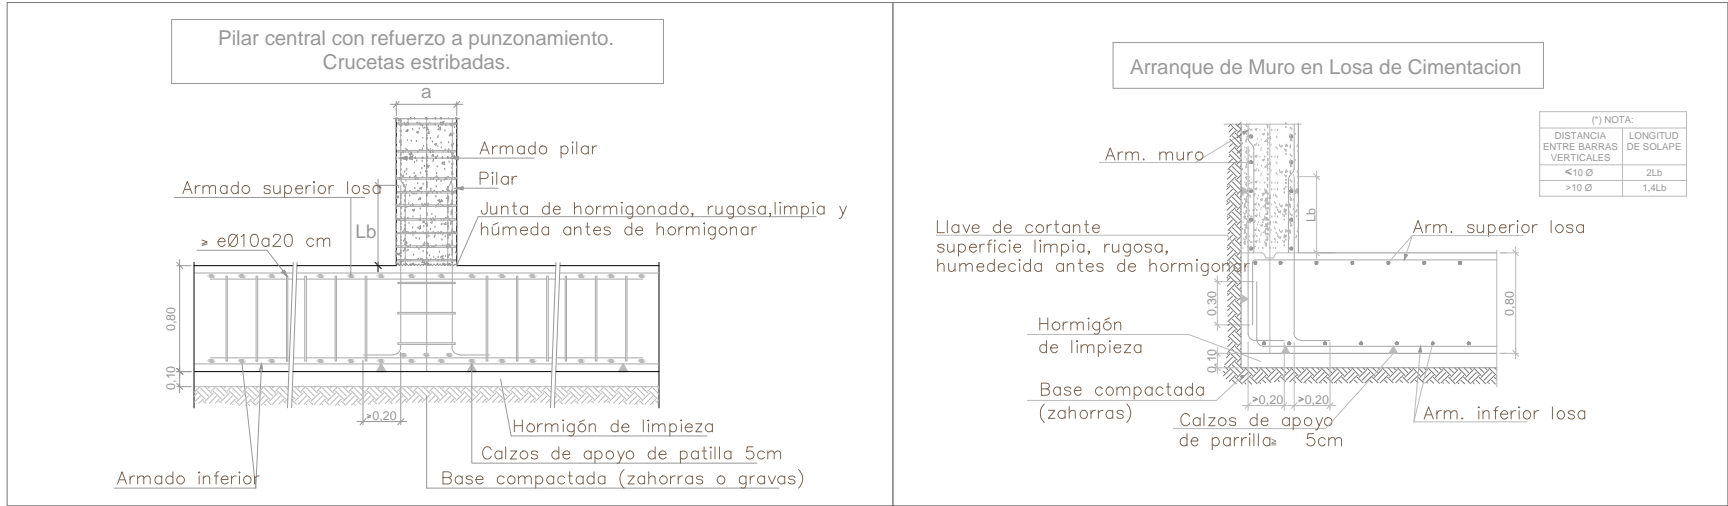 Pilar central con refuerzo a punzonamiento.
Crucetas estribadas.
a
Armado pilar
Pilar
Armado superior losa
Junta de hormigonado, rugosa,limpia y
húmeda antes de hormigonar
Lb
≥ eØ10a20 cm
0,80
0,10
≥0,20
Hormigón de limpieza
Calzos de apoyo de patilla 5cm
Armado inferior
Base compactada (zahorras o gravas)
Arranque de Muro en Losa de Cimentacion
(*) NOTA:
DISTANCIA
ENTRE BARRAS
VERTICALES
LONGITUD
DE SOLAPE
<10 Ø
2Lb
>10 Ø
1,4Lb
Arm. muro
Lb
Llave de cortante
superficie limpia, rugosa,
humedecida antes de hormigonar
Arm. superior losa
0,30
0,80
Hormigón
de limpieza
0,10
Base compactada
(zahorras)
>0,20
>0,20
Calzos de apoyo
de parrilla≥ 5cm
Arm. inferior losa